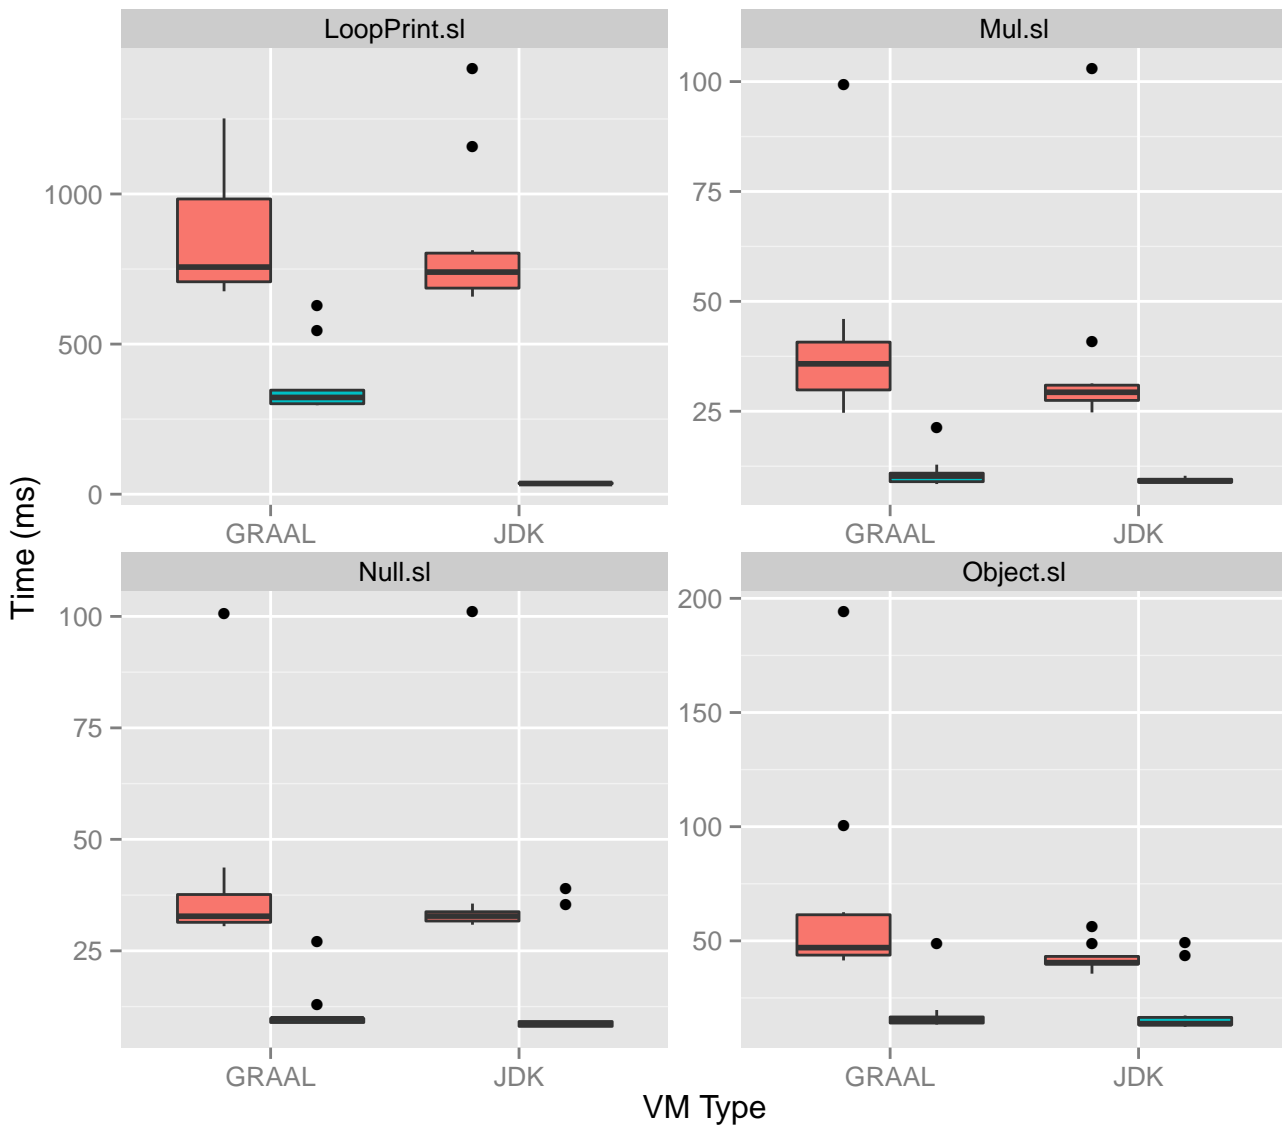 LoopPrint.sl
Mul.sl
1000
500
0
100
75
50
25
GRAAL
JDK
GRAAL
JDK
Time (ms)
Null.sl
Object.sl
100
75
50
25
200
150
100
50
GRAAL
JDK
GRAAL
JDK
VM Type